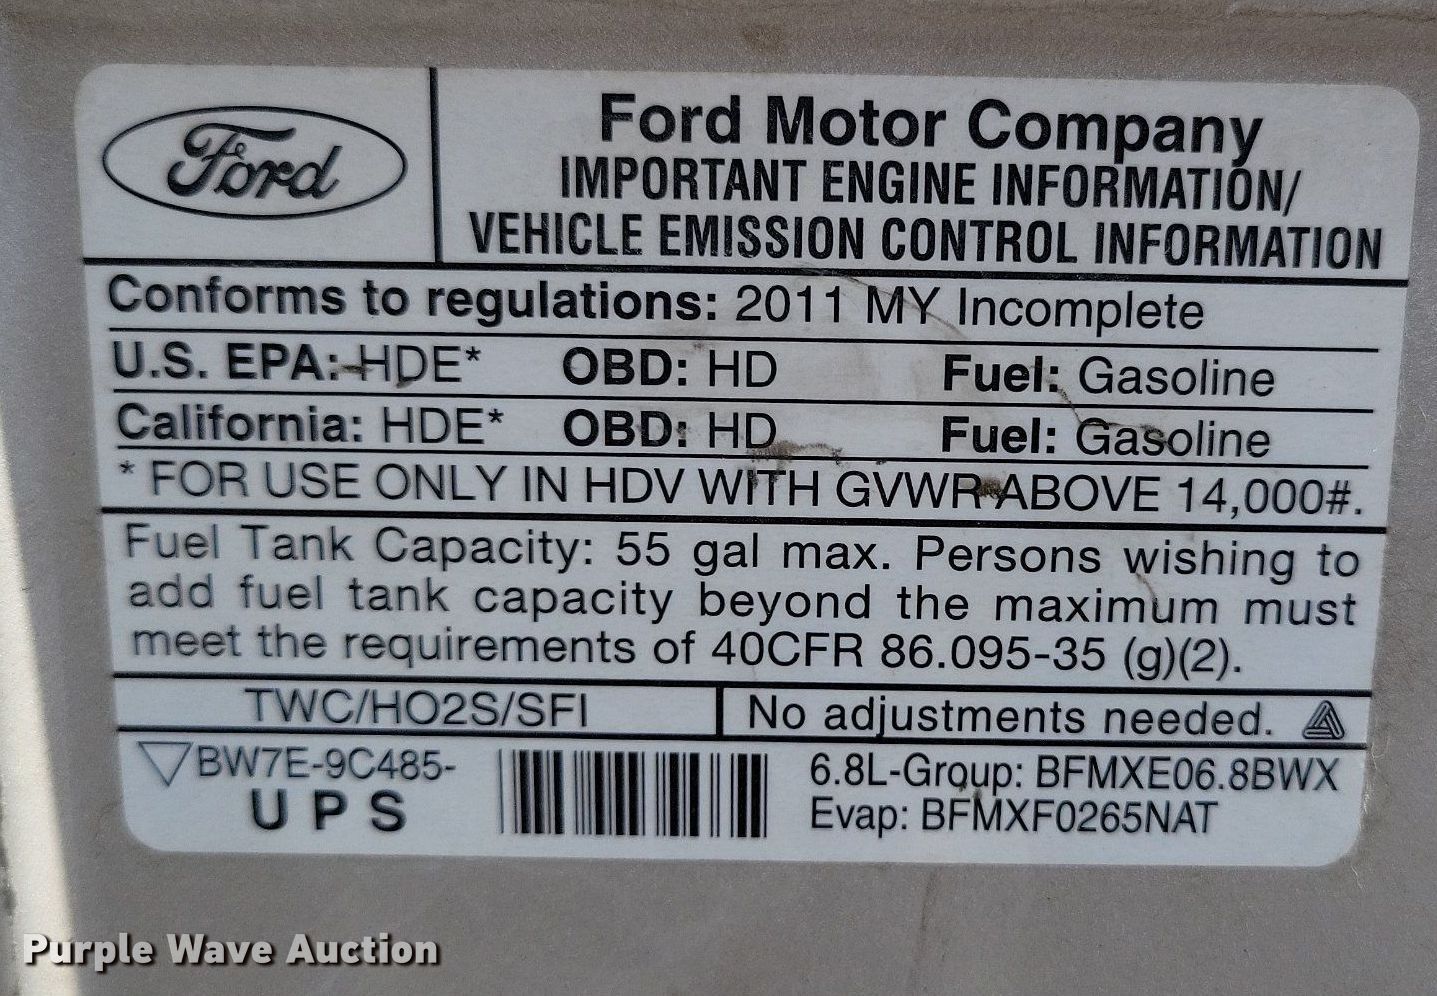 Ford
Ford Motor Company
IMPORTANT ENGINE INFORMATION/
VEHICLE EMISSION CONTROL INFORMATION
Conforms to regulations: 2011 MY Incomplete
U.S. EPA: HDE* OBD: HD Fuel: Gasoline
California: HDE* OBD: HD Fuel: Gasoline
* FOR USE ONLY IN HDV WITH GVWR ABOVE 14,000#.
Fuel Tank Capacity: 55 gal max. Persons wishing to
add fuel tank capacity beyond the maximum must
meet the requirements of 40CFR 86.095-35 (g)(2).
TWC/HO2S/SFI No adjustments needed.
BW7E-9C485-
UPS
6.8L-Group: BFMXE06.8BWX
Evap: BFMXF0265NAT
Purple Wave Auction